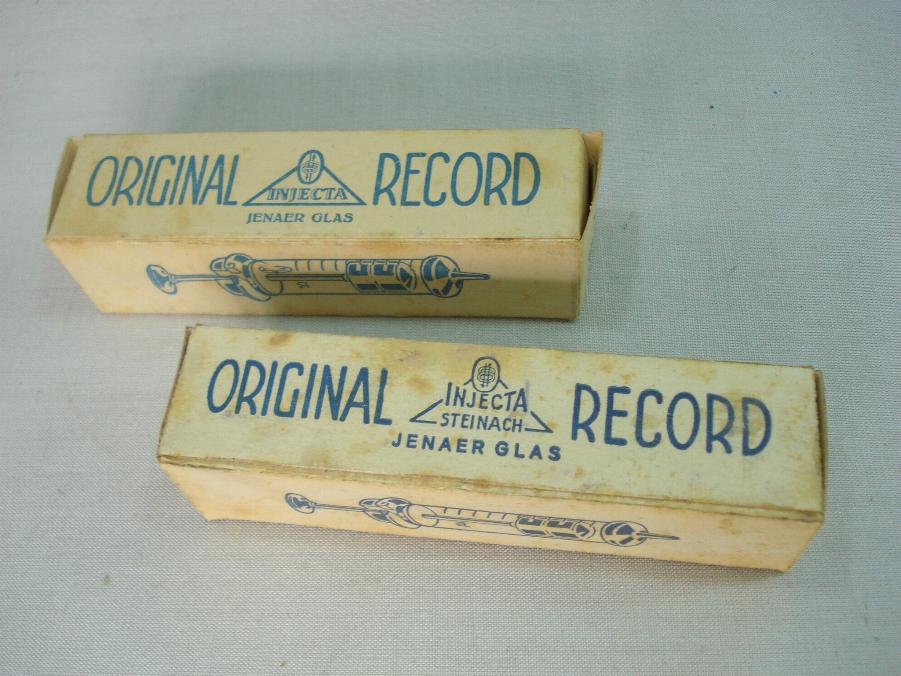 ORIGINAL INJECTA RECORD
JENAER GLAS
ORIGINAL INJECTA RECORD
STEINACH
JENAER GLAS